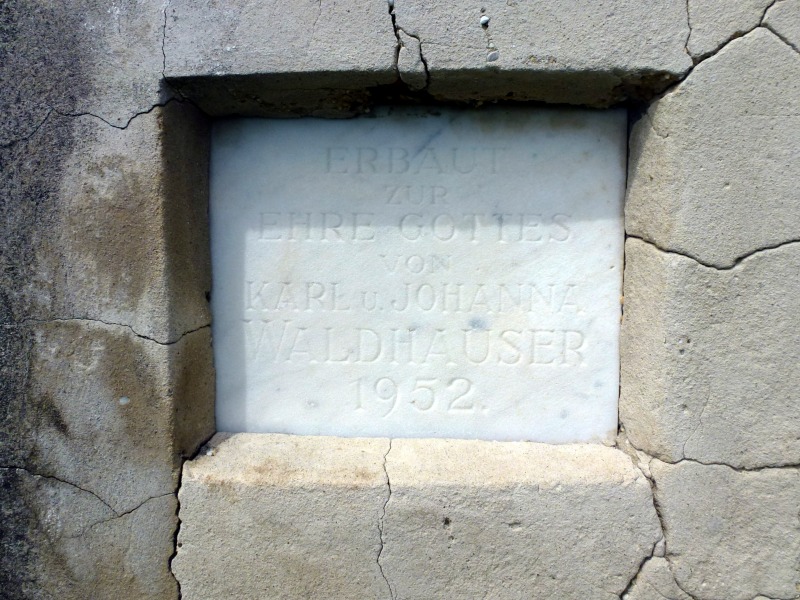 ERBAUT
ZUR
EHRE GOTTES
VON
KARL u. JOHANNA
WALDHAUSER
1952.